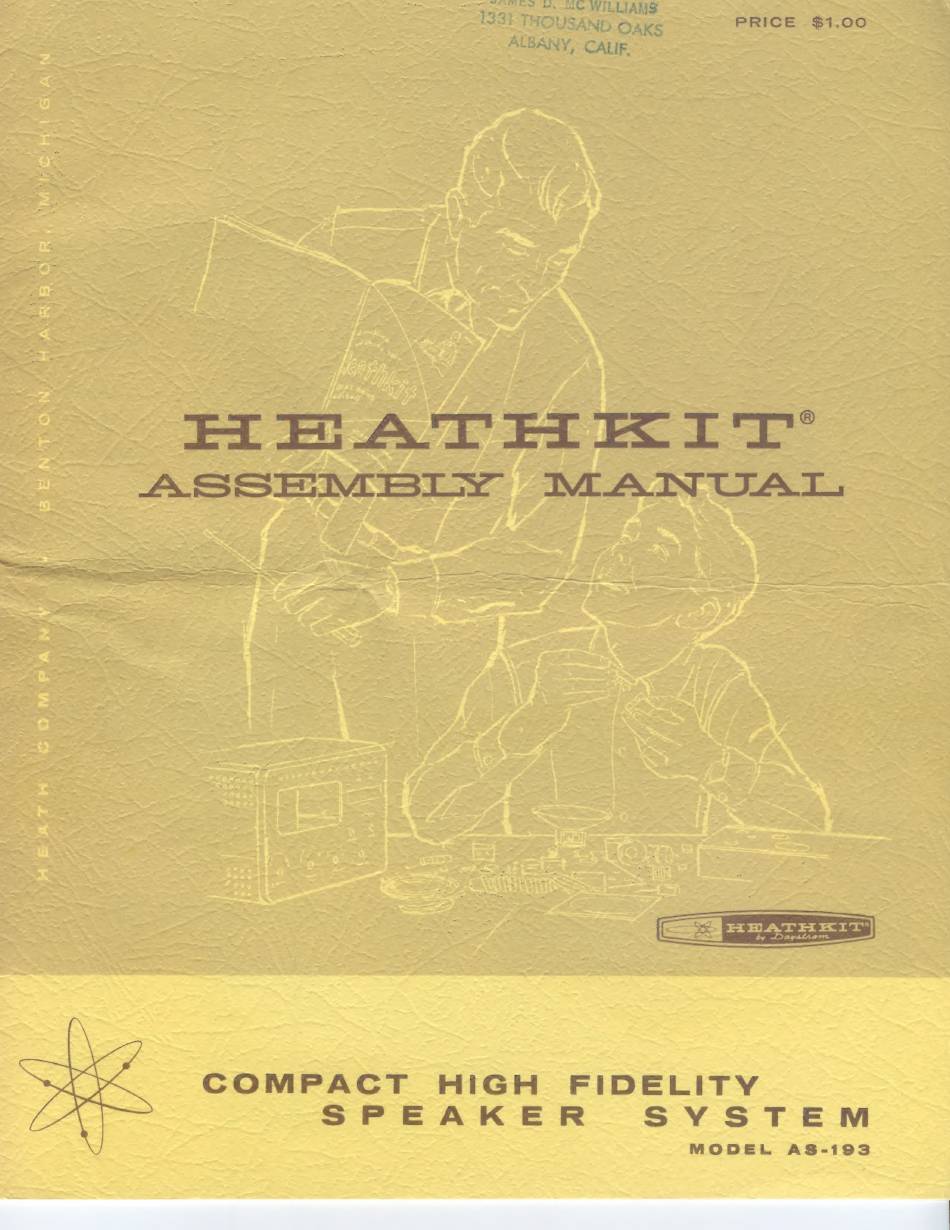 JAMES D. MC WILLIAMS
1331 THOUSAND OAKS
ALBANY, CALIF.
PRICE $1.00
HEATH COMPANY, BENTON HARBOR, MICHIGAN
Heathkit
HEATHKIT®
ASSEMBLY MANUAL
HEATHKIT®
by Daystrom
COMPACT HIGH FIDELITY
SPEAKER SYSTEM
MODEL AS-193